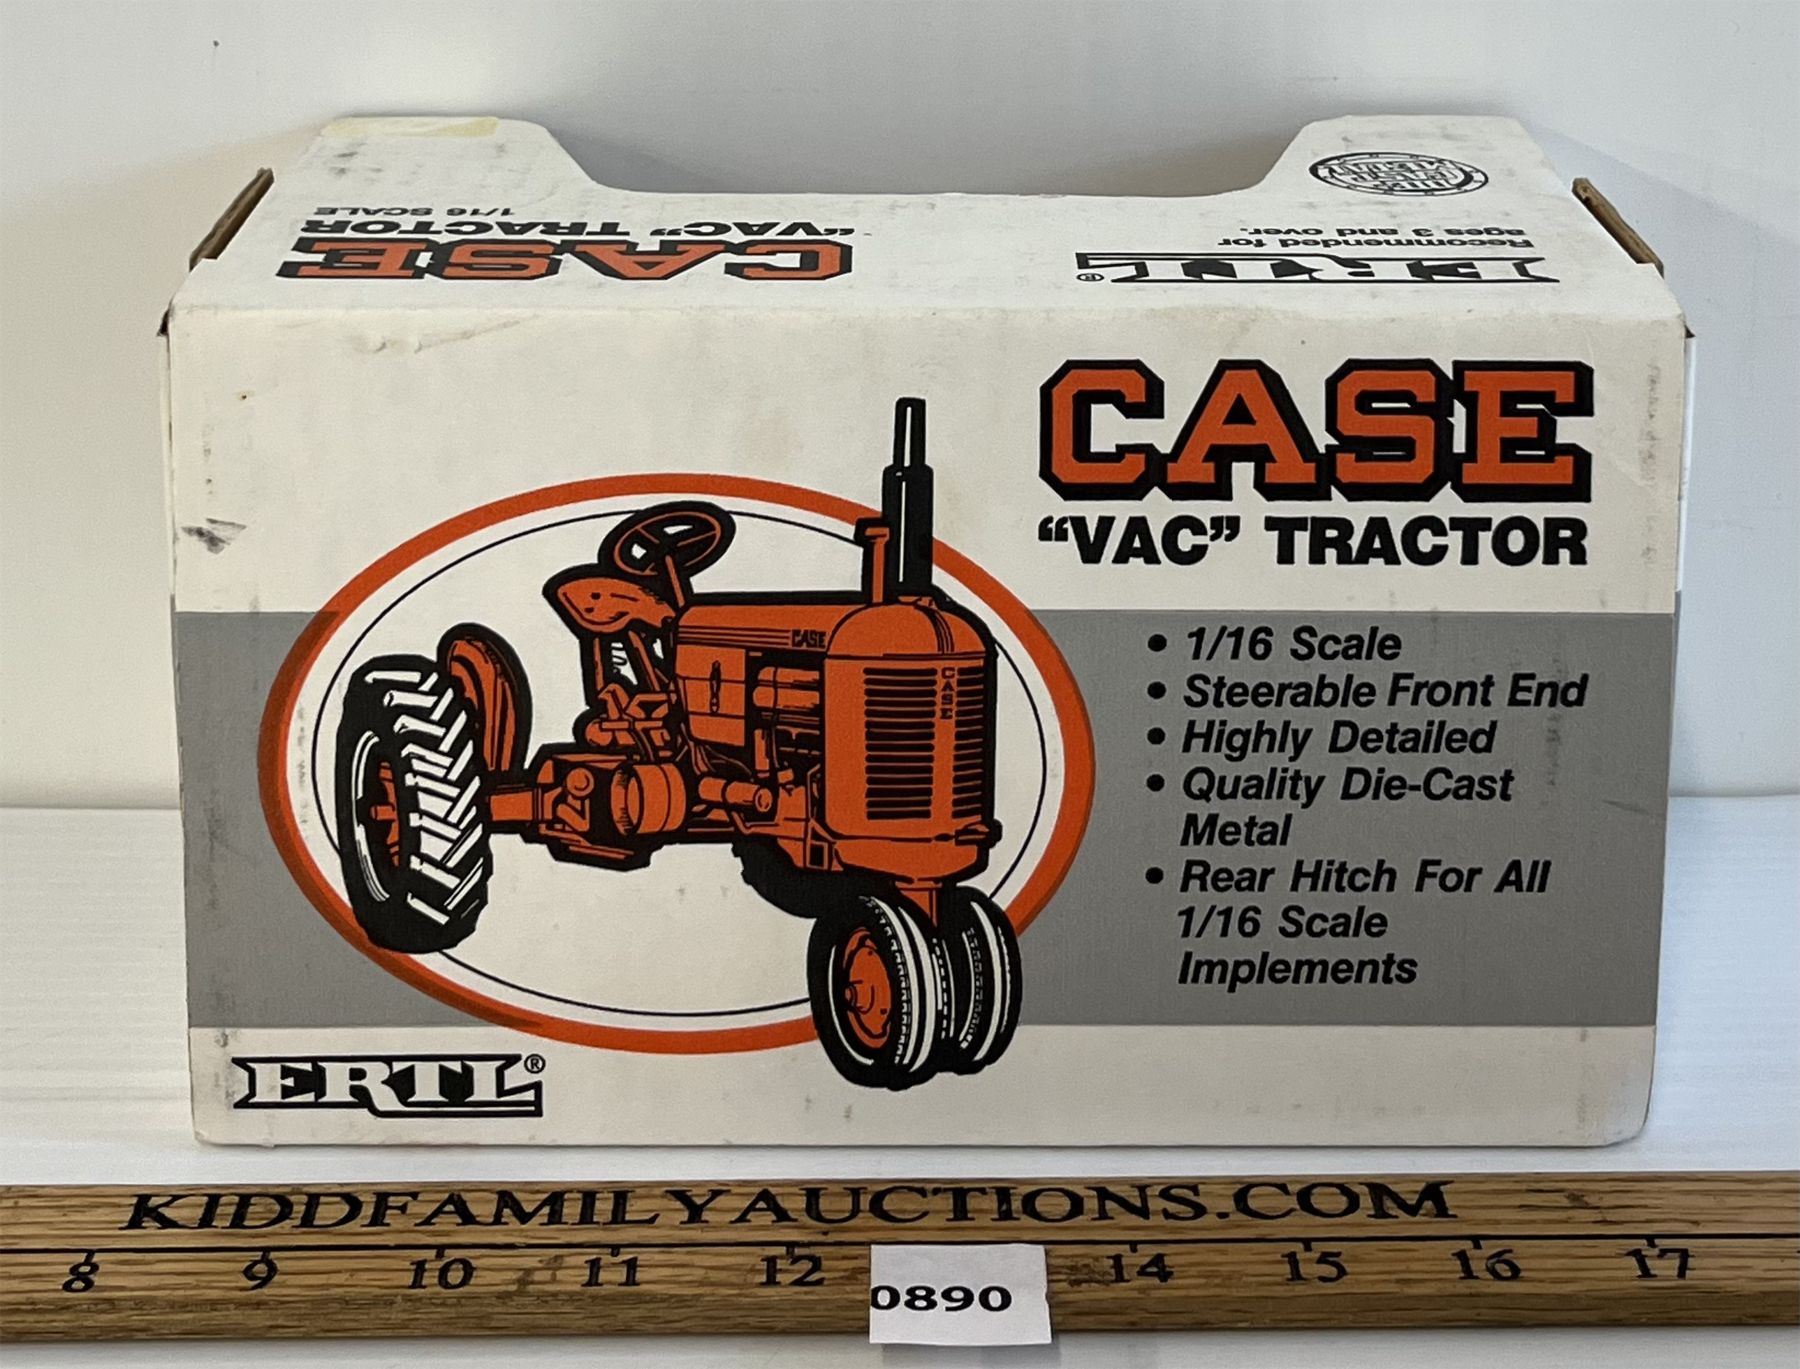 CASE
"VAC" TRACTOR
1/16 SCALE
ERTL®
Recommended for
ages 3 and over.
CASE
"VAC" TRACTOR
CASE
CASE
• 1/16 Scale
• Steerable Front End
• Highly Detailed
• Quality Die-Cast
Metal
• Rear Hitch For All
1/16 Scale
Implements
ERTL®
KIDDFAMILYAUCTIONS.COM
8 9 10 11 12 14 15 16 17
0890